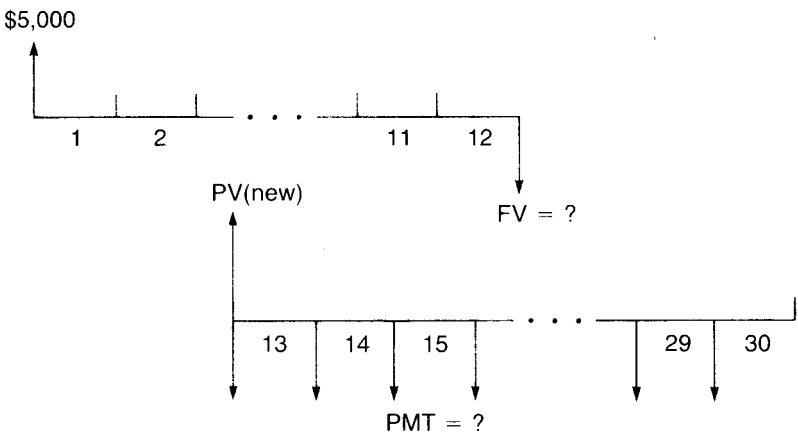 $5,000
1 2 . . . 11 12
FV = ?
PV(new)
13 14 15 . . . 29 30
PMT = ?